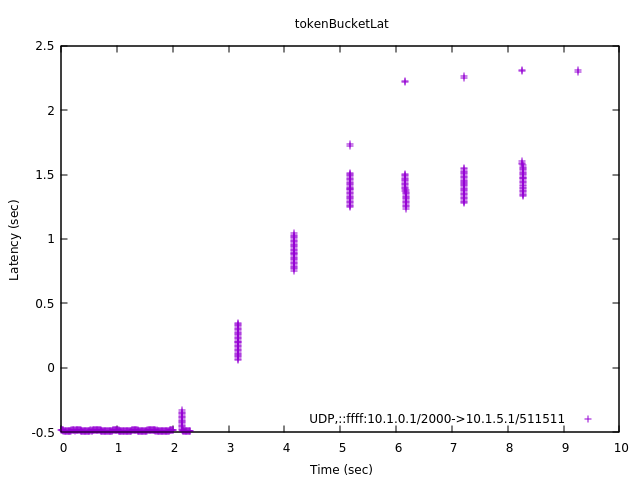 tokenBucketLat
2.5
2
1.5
1
0.5
0
-0.5
Latency (sec)
UDP,::ffff:10.1.0.1/2000->10.1.5.1/511511
0 1 2 3 4 5 6 7 8 9 10
Time (sec)